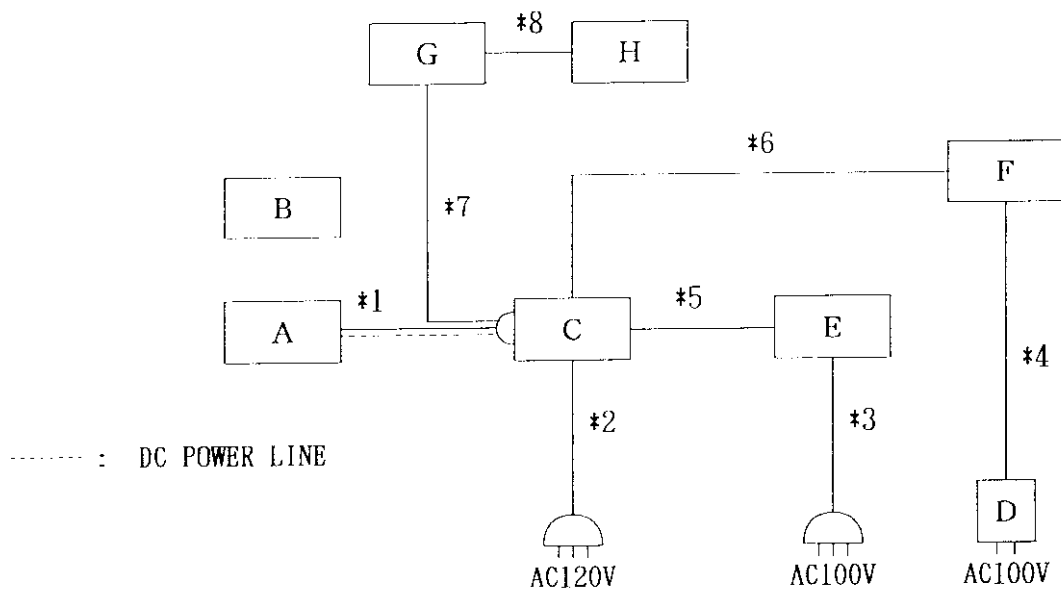 *8
G
H
*6
F
B
*7
*1
*5
A
C
E
*4
*2
*3
------ : DC POWER LINE
D
AC120V
AC100V
AC100V